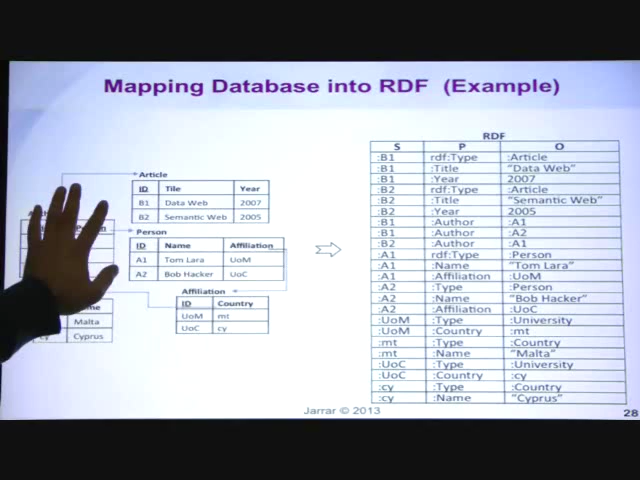 Mapping Database into RDF (Example)
Article
ID Title Year
B1 Data Web 2007
B2 Semantic Web 2005
Person
ID Name Affiliation
A1 Tom Lara UoM
A2 Bob Hacker UoC
Affiliation
ID Country
UoM mt
UoC cy
Malta
cy Cyprus
RDF
S P O
:B1 rdf:Type :Article
:B1 :Title "Data Web"
:B1 :Year 2007
:B2 rdf:Type :Article
:B2 :Title "Semantic Web"
:B2 :Year 2005
:B1 :Author :A1
:B1 :Author :A2
:B2 :Author :A1
:A1 rdf:Type :Person
:A1 :Name "Tom Lara"
:A1 :Affiliation :UoM
:A2 :Type :Person
:A2 :Name "Bob Hacker"
:A2 :Affiliation :UoC
:UoM :Type :University
:UoM :Country :mt
:mt :Type :Country
:mt :Name "Malta"
:UoC :Type :University
:UoC :Country :cy
:cy :Type :Country
:cy :Name "Cyprus"
Jarrar © 2013
28